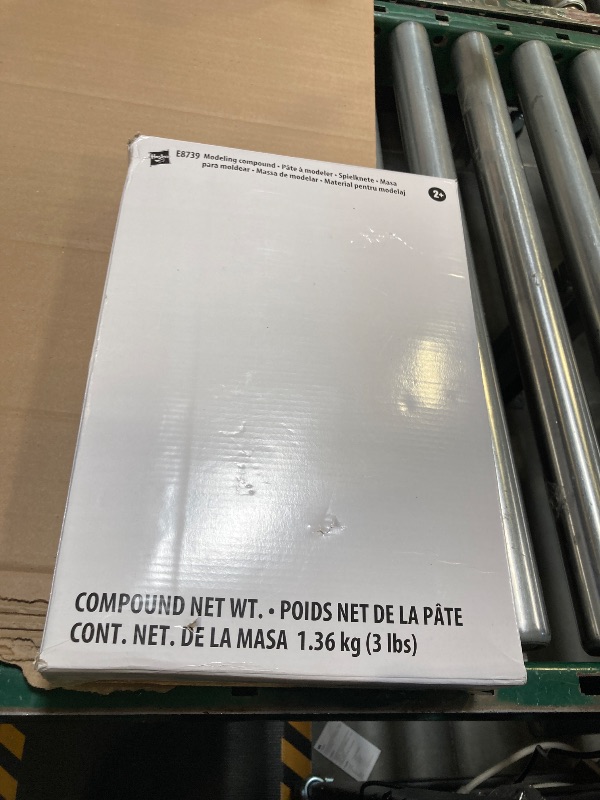 Hasbro
E8739 Modeling compound • Pâte à modeler • Spielknete • Masa
para moldear • Massa de modelar • Material pentru modelaj
2+
COMPOUND NET WT. • POIDS NET DE LA PÂTE
CONT. NET. DE LA MASA 1.36 kg (3 lbs)